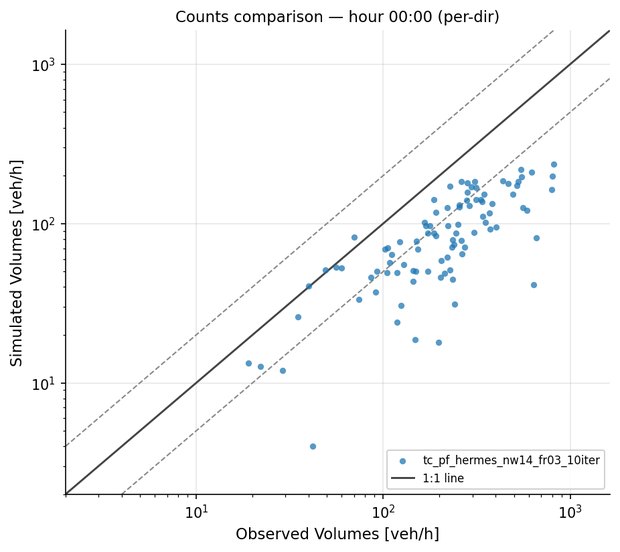 Counts comparison — hour 00:00 (per-dir)
Simulated Volumes [veh/h]
10³
10²
10¹
10¹
10²
10³
Observed Volumes [veh/h]
tc_pf_hermes_nw14_fr03_10iter
1:1 line